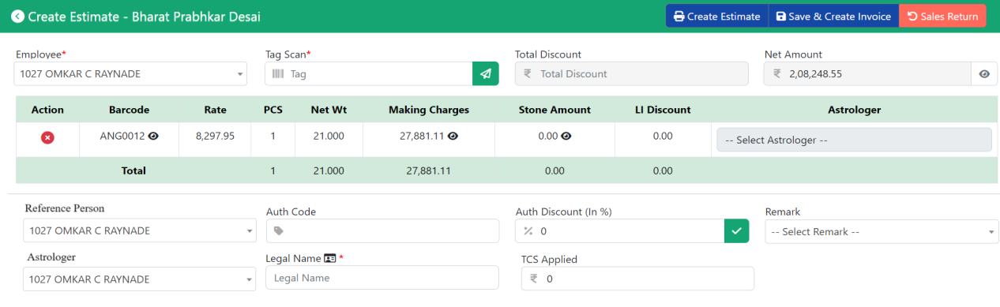 Create Estimate - Bharat Prabhkar Desai
Create Estimate Save & Create Invoice Sales Return
Employee* Tag Scan* Total Discount Net Amount
1027 OMKAR C RAYNADE Tag ₹ Total Discount ₹ 2,08,248.55
Action Barcode Rate PCS Net Wt Making Charges Stone Amount LI Discount Astrologer
ANG0012 8,297.95 1 21.000 27,881.11 0.00 0.00 -- Select Astrologer --
Total 1 21.000 27,881.11 0.00 0.00
Reference Person Auth Code Auth Discount (In %) Remark
1027 OMKAR C RAYNADE % 0 -- Select Remark --
Astrologer Legal Name * TCS Applied
1027 OMKAR C RAYNADE Legal Name ₹ 0